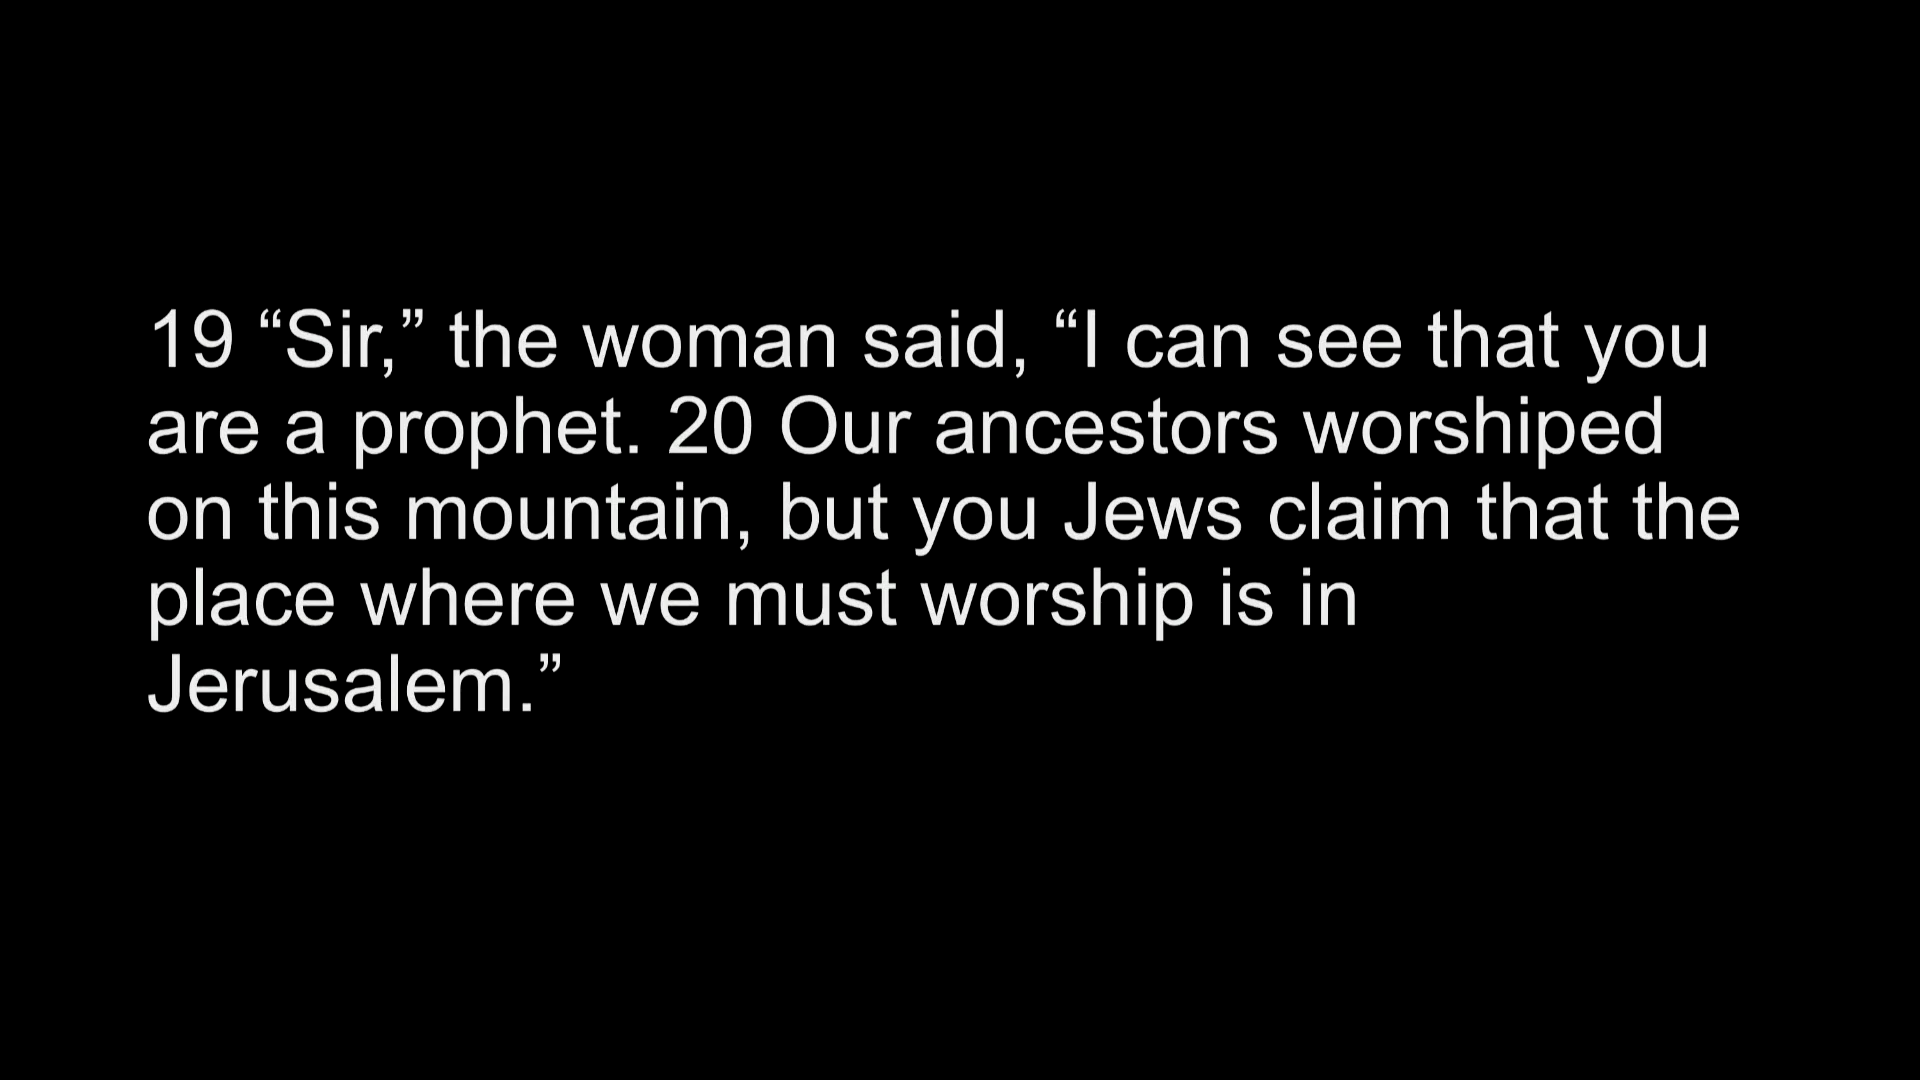 19 “Sir,” the woman said, “I can see that you
are a prophet. 20 Our ancestors worshiped
on this mountain, but you Jews claim that the
place where we must worship is in
Jerusalem.”